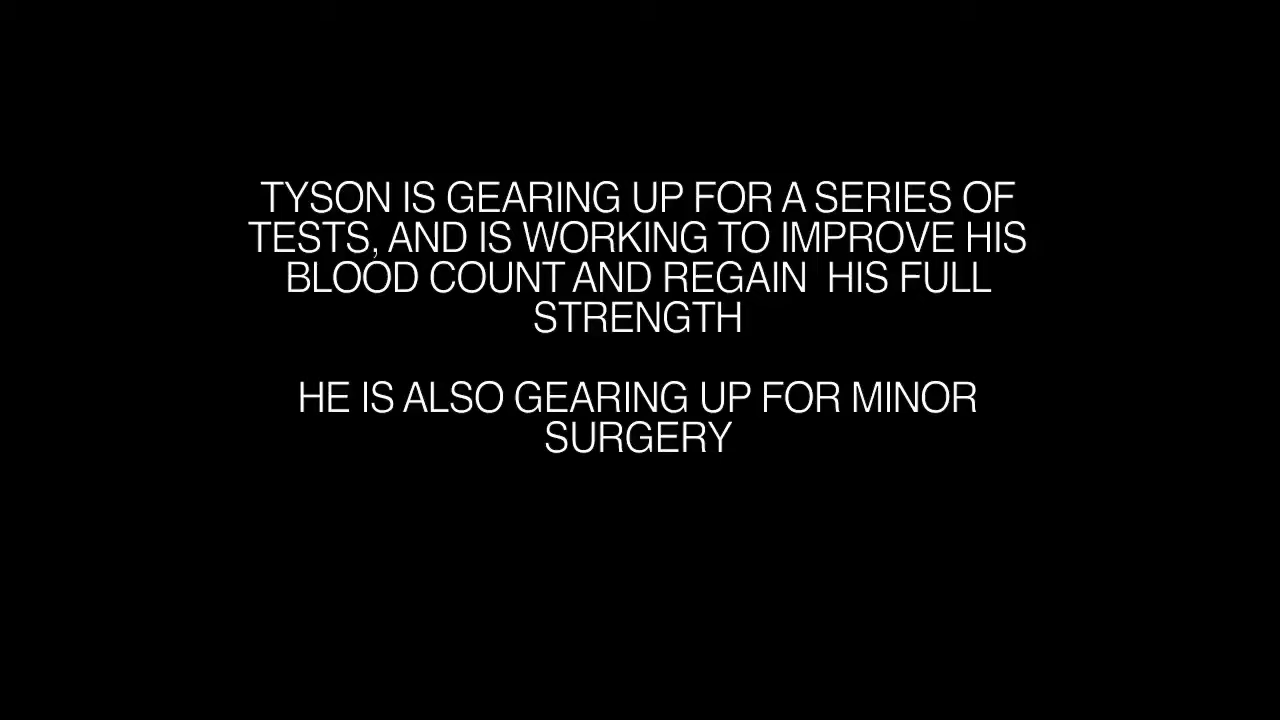 TYSON IS GEARING UP FOR A SERIES OF
TESTS, AND IS WORKING TO IMPROVE HIS
BLOOD COUNT AND REGAIN  HIS FULL
STRENGTH
HE IS ALSO GEARING UP FOR MINOR
SURGERY